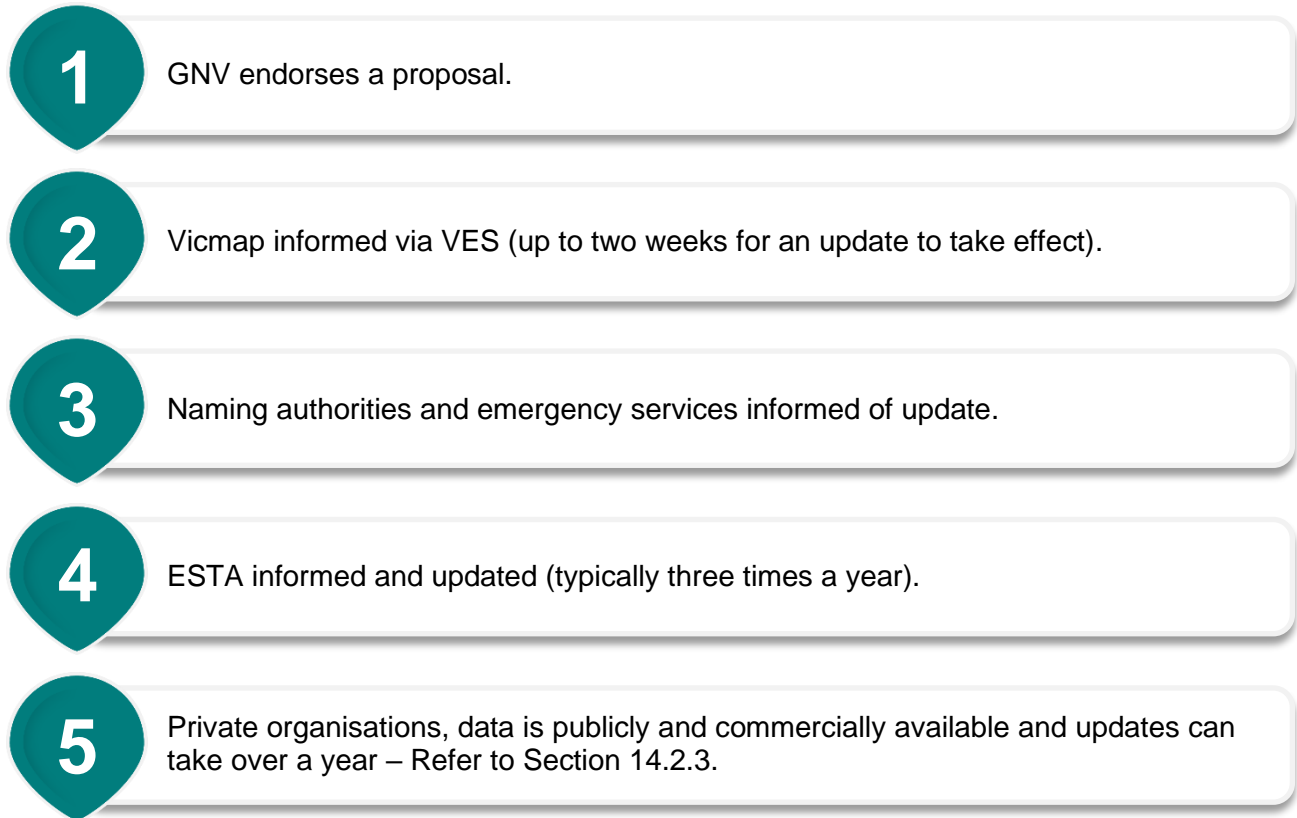 1
GNV endorses a proposal.
2
Vicmap informed via VES (up to two weeks for an update to take effect).
3
Naming authorities and emergency services informed of update.
4
ESTA informed and updated (typically three times a year).
5
Private organisations, data is publicly and commercially available and updates can
take over a year – Refer to Section 14.2.3.